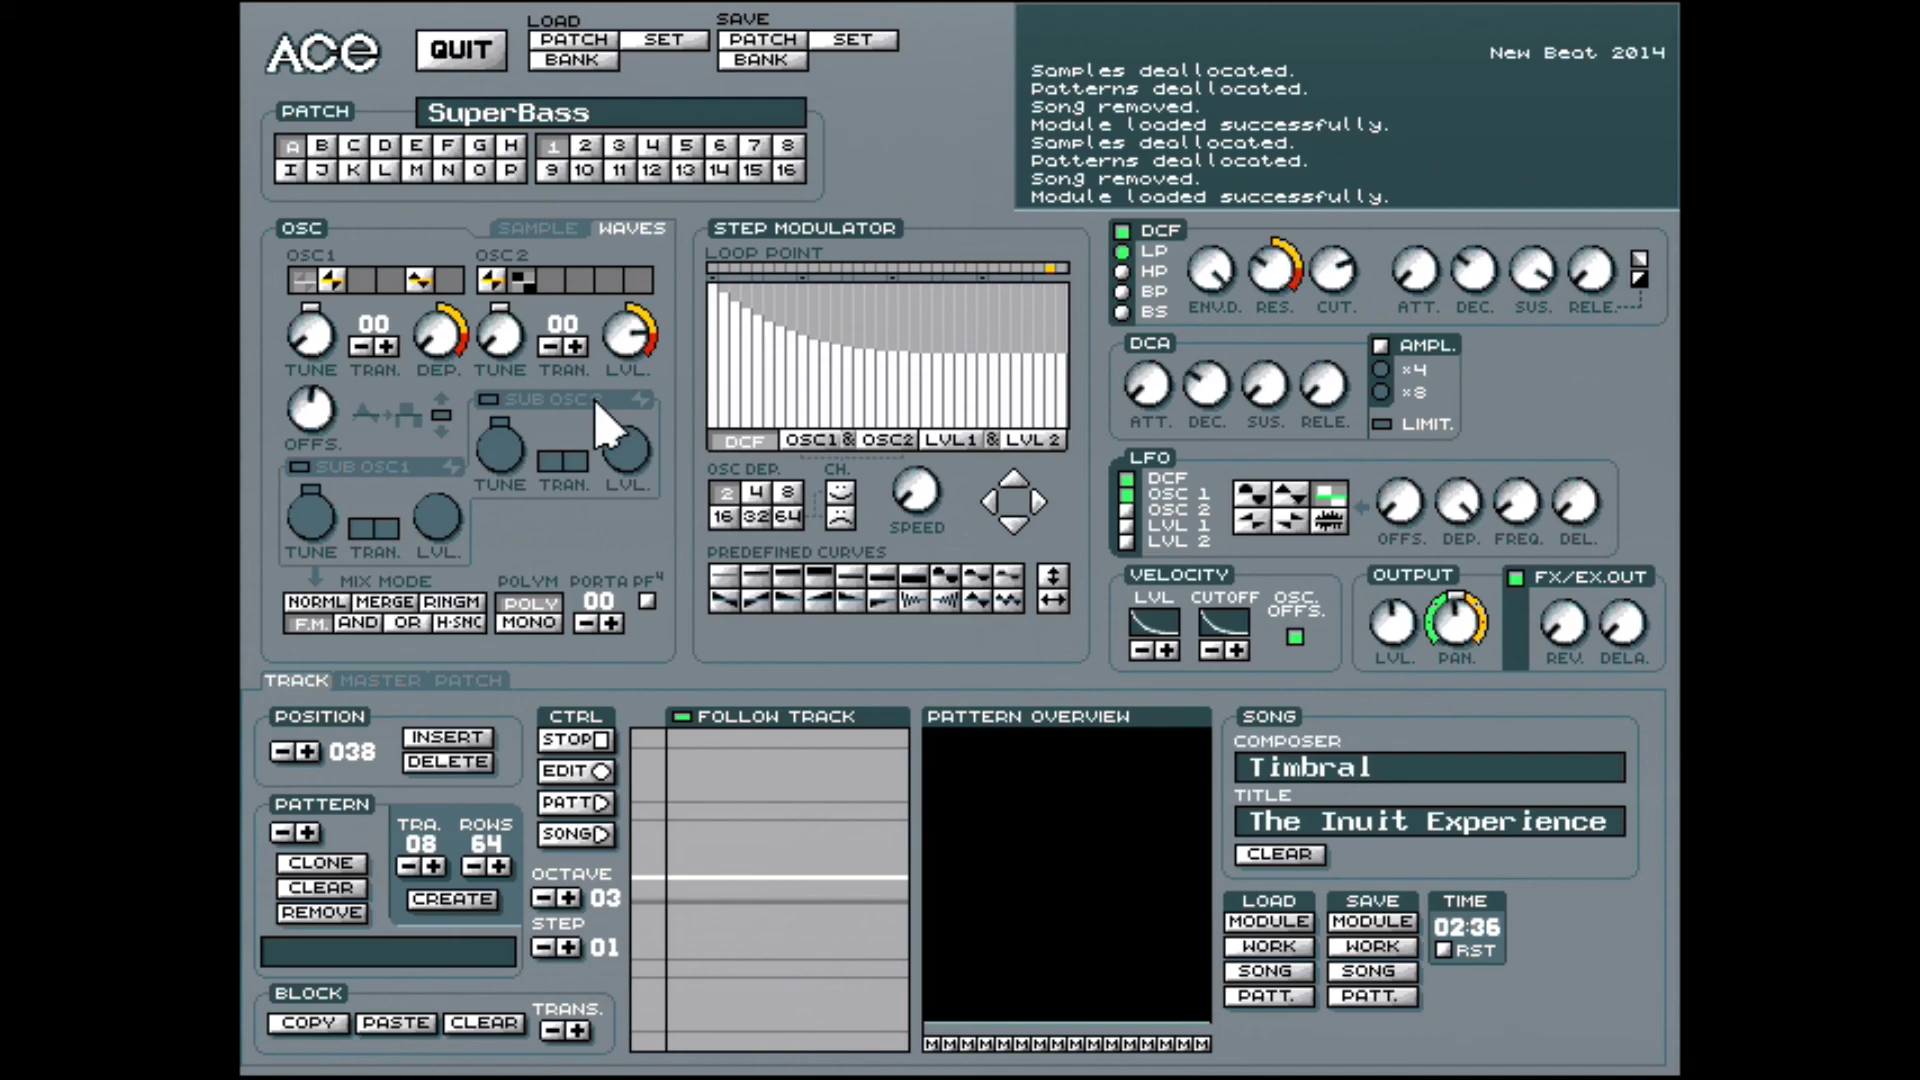 ACE
QUIT
LOAD
PATCH SET
BANK
SAVE
PATCH SET
BANK
New Beat 2014
Samples deallocated.
Patterns deallocated.
Song removed.
Module loaded successfully.
Samples deallocated.
Patterns deallocated.
Song removed.
Module loaded successfully.
PATCH SuperBass
A B C D E F G H 1 2 3 4 5 6 7 8
I J K L M N O P 9 10 11 12 13 14 15 16
OSC SAMPLE WAVES
OSC1 OSC2
00 00
TUNE TRAN. DEP. TUNE TRAN. LVL.
OFFS.
SUB OSC
TUNE TRAN. LVL.
SUB OSC1
TUNE TRAN. LVL.
MIX MODE POLYM PORTA PF4
NORML MERGE RINGM POLY 00
F.M. AND OR H-SNC MONO - +
STEP MODULATOR
LOOP POINT
DCF OSC1 & OSC2 LVL1 & LVL2
OSC DEP. CH.
2 4 8
16 32 64
SPEED
PREDEFINED CURVES
DCF
LP
HP
BP
BS
ENV.D. RES. CUT. ATT. DEC. SUS. RELE.
DCA
ATT. DEC. SUS. RELE.
AMPL.
x4
x8
LIMIT.
LFO
DCF
OSC 1
OSC 2
LVL 1
LVL 2
OFFS. DEP. FREQ. DEL.
VELOCITY
LVL CUTOFF OSC. OFFS.
- + - +
OUTPUT
LVL. PAN.
FX/EX.OUT
REV. DELA.
TRACK MASTER PATCH
POSITION
- + 038
INSERT
DELETE
PATTERN
- +
CLONE
CLEAR
REMOVE
TRA. ROWS
08 64
- + - +
CREATE
BLOCK
COPY PASTE CLEAR
TRANS.
- +
CTRL
STOP
EDIT
PATT
SONG
OCTAVE
- + 03
STEP
- + 01
FOLLOW TRACK
PATTERN OVERVIEW
M M M M M M M M M M M M M M M M
SONG
COMPOSER
Timbral
TITLE
The Inuit Experience
CLEAR
LOAD
MODULE
WORK
SONG
PATT.
SAVE
MODULE
WORK
SONG
PATT.
TIME
02:36
RST